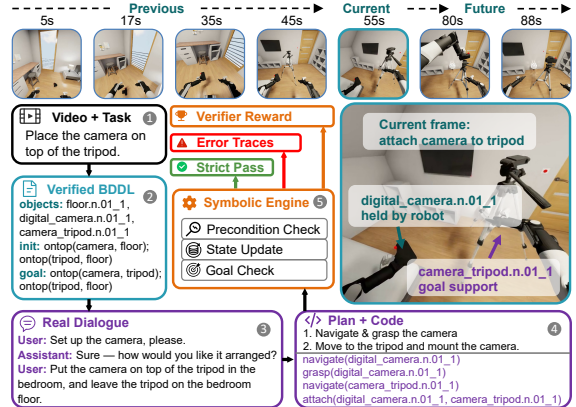 Previous
Current
Future
5s
17s
35s
45s
55s
80s
88s
Video + Task
1
Place the camera on
top of the tripod.
Verifier Reward
Error Traces
Strict Pass
Verified BDDL
2
objects: floor.n.01_1,
digital_camera.n.01_1,
camera_tripod.n.01_1
init: ontop(camera, floor);
ontop(tripod, floor)
goal: ontop(camera, tripod);
ontop(tripod, floor)
Symbolic Engine
5
Precondition Check
State Update
Goal Check
Current frame:
attach camera to tripod
digital_camera.n.01_1
held by robot
camera_tripod.n.01_1
goal support
Real Dialogue
3
User: Set up the camera, please.
Assistant: Sure — how would you like it arranged?
User: Put the camera on top of the tripod in the
bedroom, and leave the tripod on the bedroom
floor.
Plan + Code
4
1. Navigate & grasp the camera
2. Move to the tripod and mount the camera.
navigate(digital_camera.n.01_1)
grasp(digital_camera.n.01_1)
navigate(camera_tripod.n.01_1)
attach(digital_camera.n.01_1, camera_tripod.n.01_1)